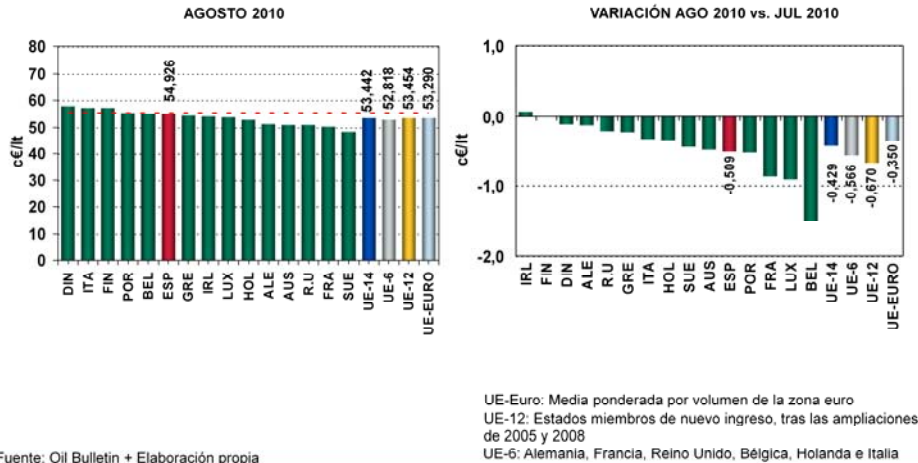 AGOSTO 2010
c€/lt
80
70
60
50
40
30
20
10
0
54,926
53,442
52,818
53,454
53,290
DIN
ITA
FIN
POR
BEL
ESP
GRE
IRL
LUX
HOL
ALE
AUS
R.U
FRA
SUE
UE-14
UE-6
UE-12
UE-EURO
VARIACIÓN AGO 2010 vs. JUL 2010
c€/lt
1,0
0,0
-1,0
-2,0
-0,509
-0,429
-0,566
-0,670
-0,350
IRL
FIN
DIN
ALE
R.U
GRE
ITA
HOL
SUE
AUS
ESP
POR
FRA
LUX
BEL
UE-14
UE-6
UE-12
UE-EURO
UE-Euro: Media ponderada por volumen de la zona euro
UE-12: Estados miembros de nuevo ingreso, tras las ampliaciones
de 2005 y 2008
UE-6: Alemania, Francia, Reino Unido, Bélgica, Holanda e Italia
Fuente: Oil Bulletin + Elaboración propia